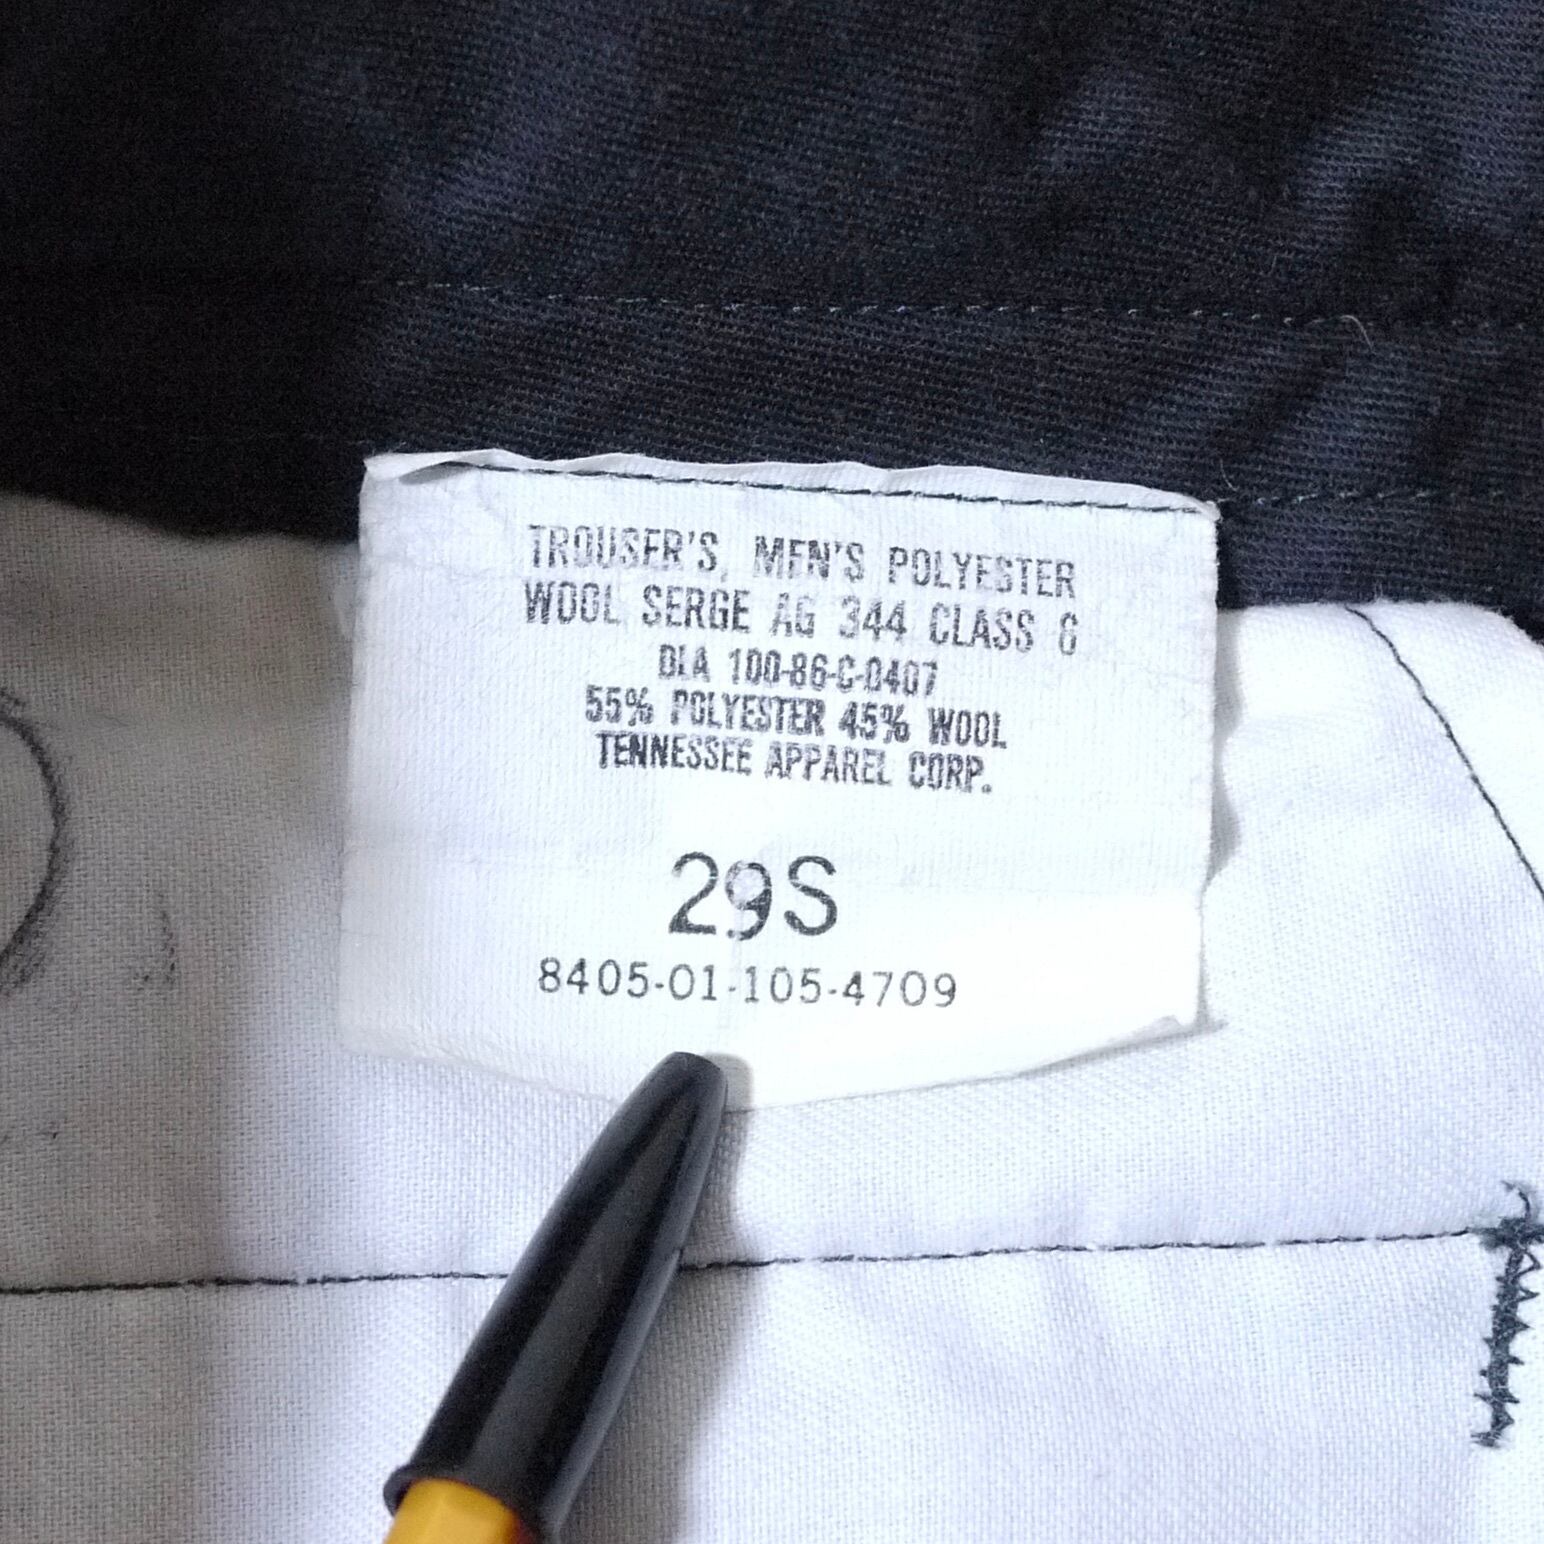 TROUSER'S, MEN'S POLYESTER
WOOL SERGE AG 344 CLASS 6
DLA 100-86-C-0407
55% POLYESTER 45% WOOL
TENNESSEE APPAREL CORP.
29S
8405-01-105-4709